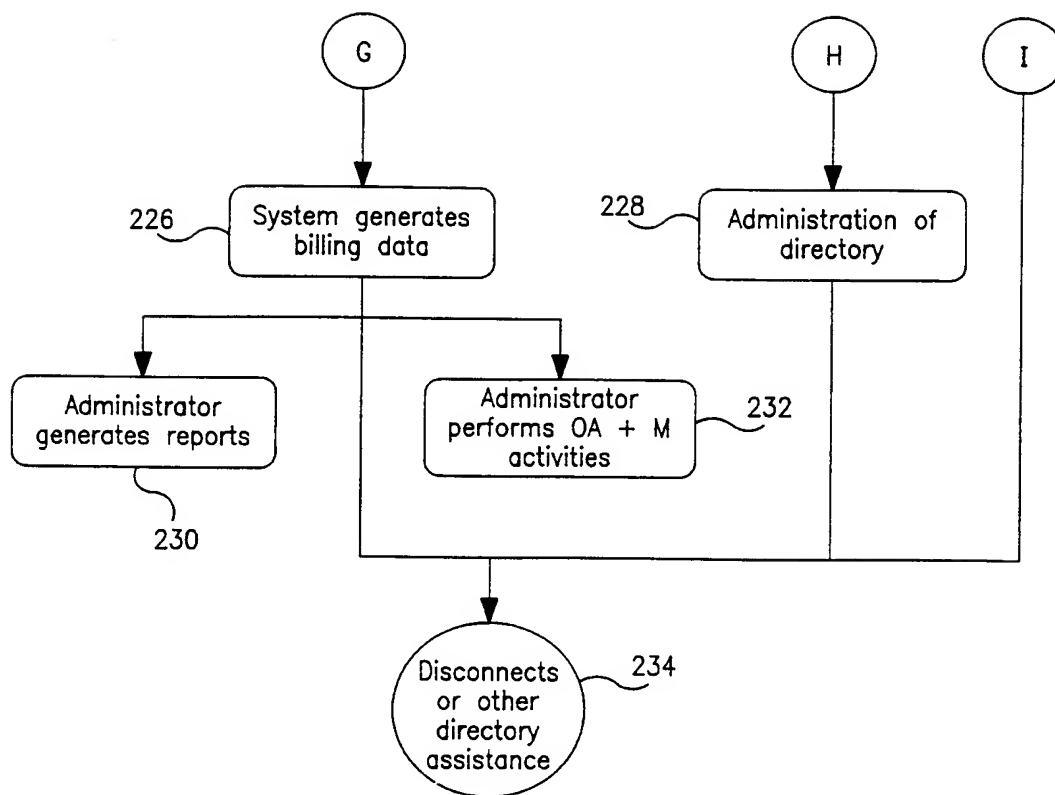 G
H
I
226
System generates
billing data
228
Administration of
directory
Administrator
generates reports
230
Administrator
performs OA + M
activities
232
Disconnects
or other
directory
assistance
234